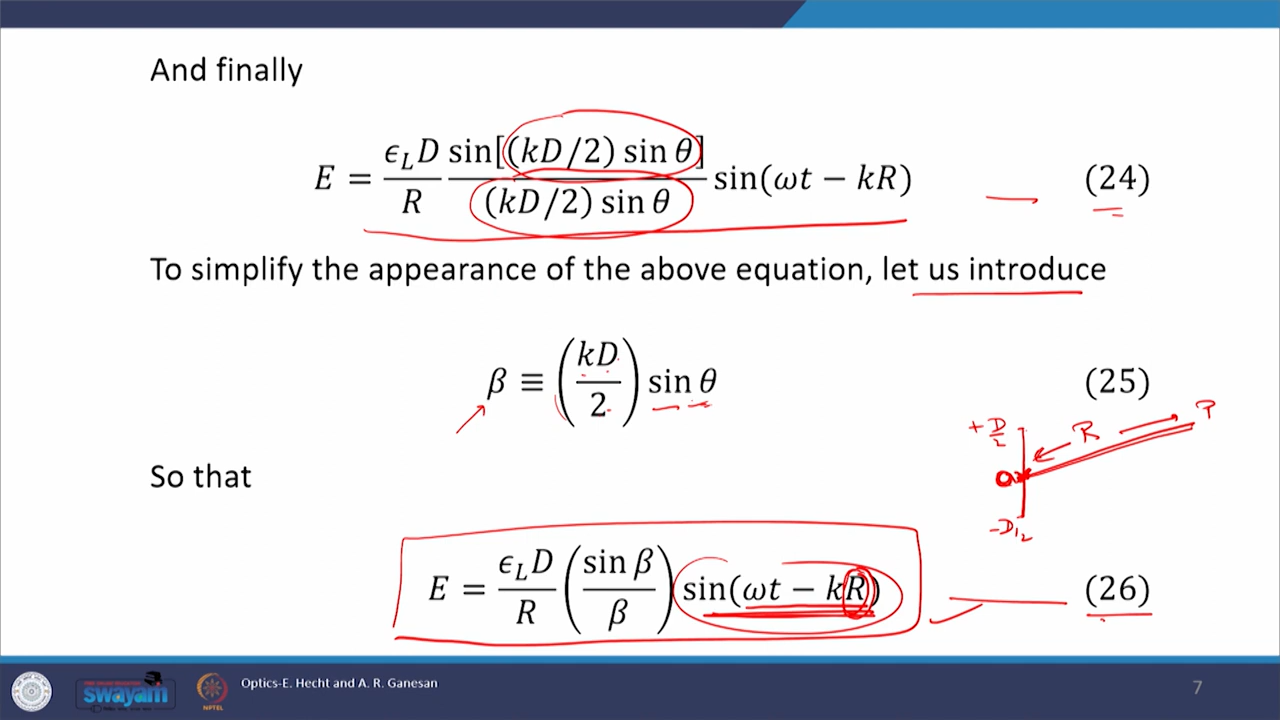 And finally
E = ϵ_L D / R sin[(kD/2) sin θ] / (kD/2) sin θ sin(ωt − kR) (24)
To simplify the appearance of the above equation, let us introduce
β ≡ (kD/2) sin θ (25)
+D/2
R
P
O
So that
-D/2
E = ϵ_L D / R (sin β / β) sin(ωt − kR) (26)
swayam
NPTEL
Optics-E. Hecht and A. R. Ganesan
7